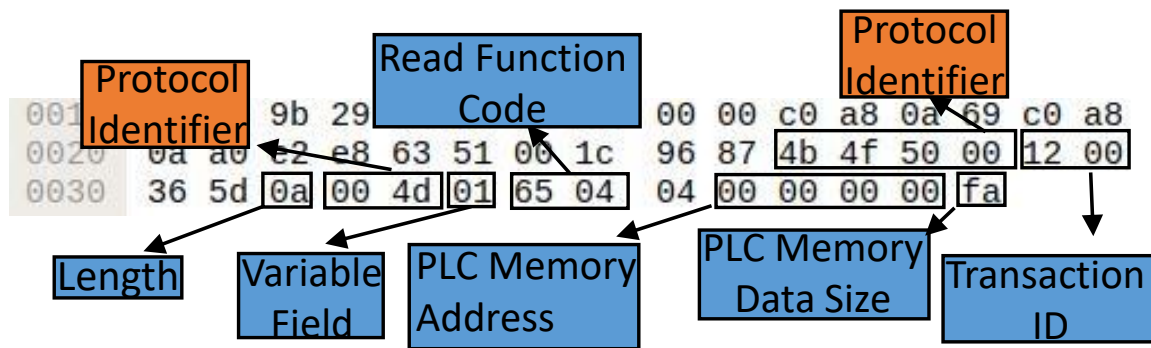 Protocol
Identifier
Read Function
Code
Protocol
Identifier
001
9b 29
00 00 c0 a8 0a 69 c0 a8
0020 0a a0 e2 e8 63 51 00 1c 96 87 4b 4f 50 00 12 00
0030 36 5d 0a 00 4d 01 65 04 04 00 00 00 00 fa
Length
Variable
Field
PLC Memory
Address
PLC Memory
Data Size
Transaction
ID